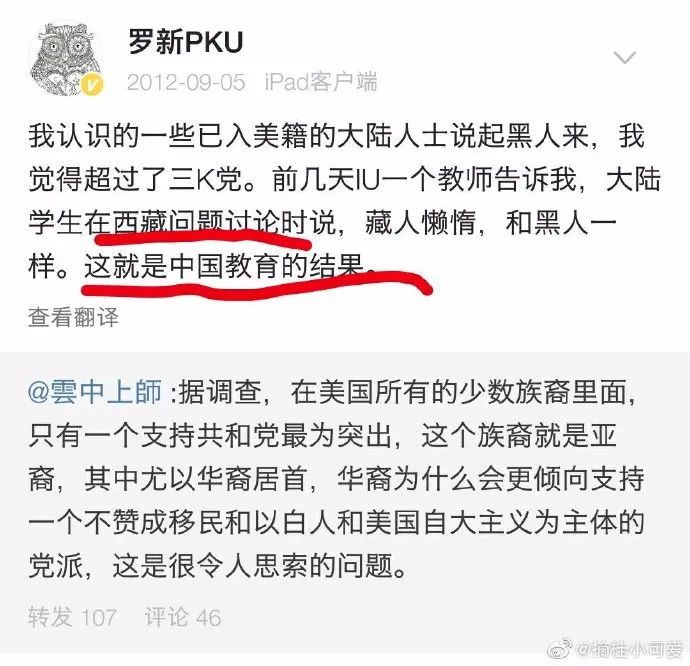 罗新PKU
2012-09-05 iPad客户端
我认识的一些已入美籍的大陆人士说起黑人来，我
觉得超过了三K党。前几天IU一个教师告诉我，大陆
学生在西藏问题讨论时说，藏人懒惰，和黑人一
样。这就是中国教育的结果。
查看翻译
@雲中上師 :据调查，在美国所有的少数族裔里面，
只有一个支持共和党最为突出，这个族裔就是亚
裔，其中尤以华裔居首，华裔为什么会更倾向支持
一个不赞成移民和以白人和美国自大主义为主体的
党派，这是很令人思索的问题。
转发 107 评论 46
@摘桂小可爱